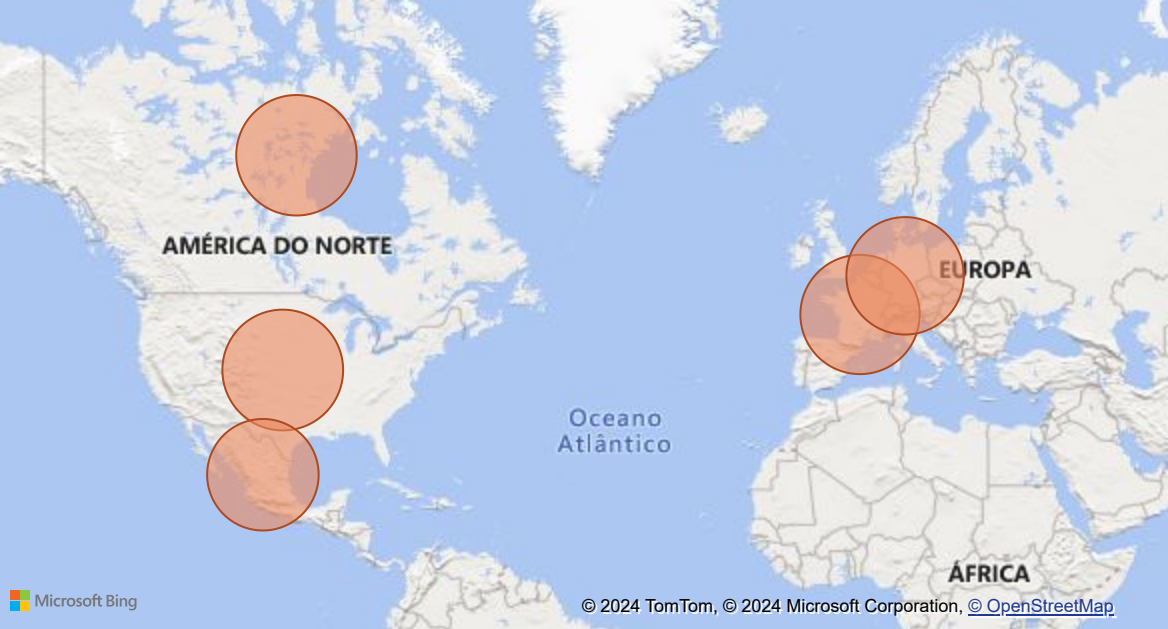 AMÉRICA DO NORTE
EUROPA
Oceano
Atlântico
ÁFRICA
Microsoft Bing
© 2024 TomTom, © 2024 Microsoft Corporation, © OpenStreetMap